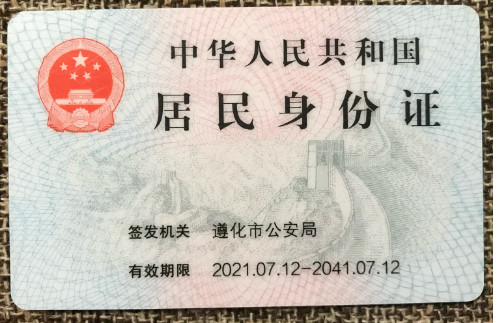 中华人民共和国
居民身份证
签发机关 遵化市公安局
有效期限 2021.07.12-2041.07.12